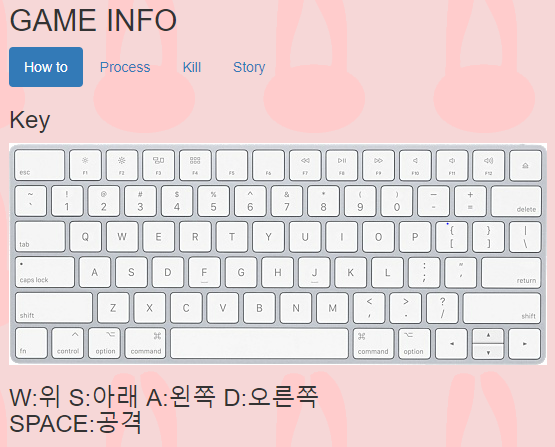 GAME INFO
How to Process Kill Story
Key
esc F1 F2 F3 F4 F5 F6 F7 F8 F9 F10 F11 F12
~ ! @ # $ % ^ & * ( ) — +
` 1 2 3 4 5 6 7 8 9 0 - = delete
tab Q W E R T Y U I O P { } |
[ ] \
caps lock A S D F G H J K L : " return
; '
shift Z X C V B N M < > ? shift
, . /
fn control option command command option
W:위 S:아래 A:왼쪽 D:오른쪽
SPACE:공격